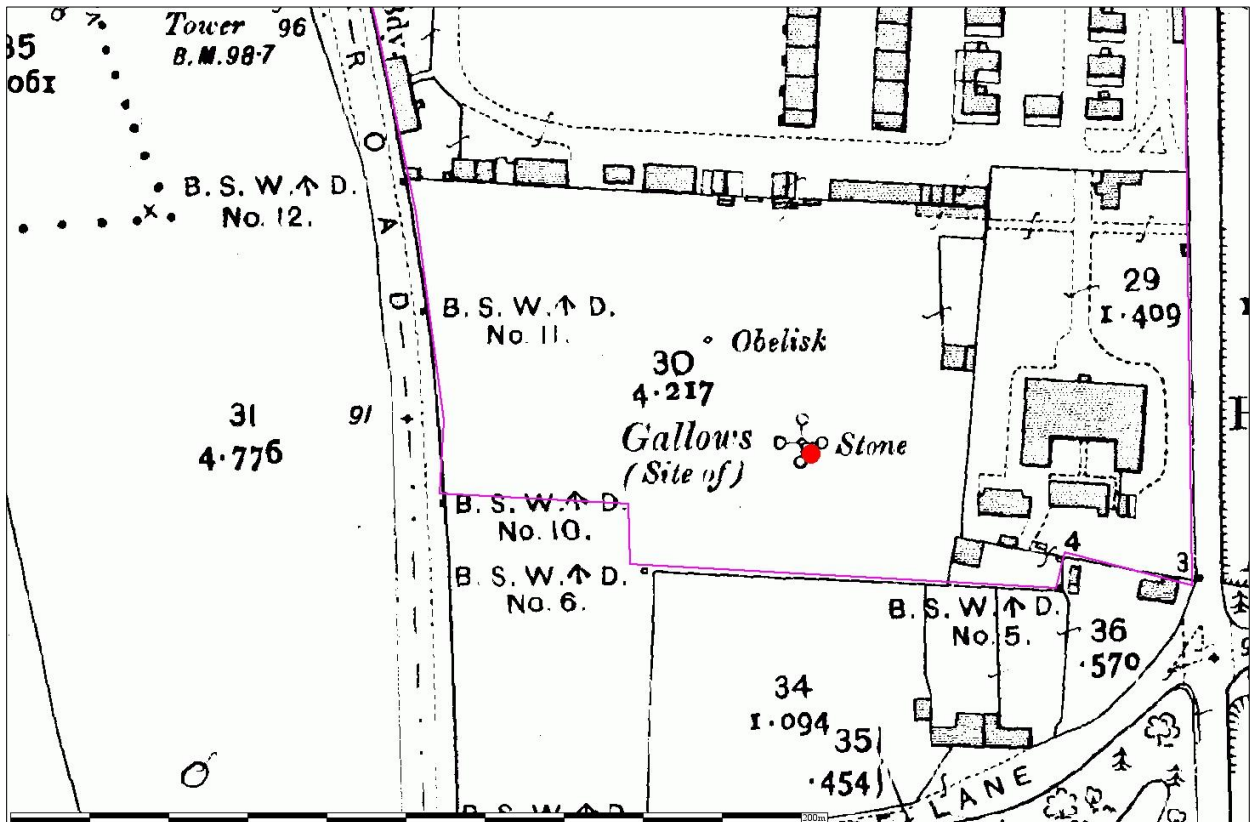 Tower 96
B.M.98·7
Bdy
35
061
ROAD
B. S. W.↑ D.
No. 12.
B. S. W.↑ D.
No. 11.
Obelisk
30
4·217
29
1·409
31
4·776
91
Gallows
(Site of)
Stone
B. S. W.↑ D.
No. 10.
B. S. W.↑ D.
No. 6.
4
3
B. S. W.↑ D.
No. 5.
36
·570
34
1·094
35
·454
LANE
B. S. W.↑ D.
200m